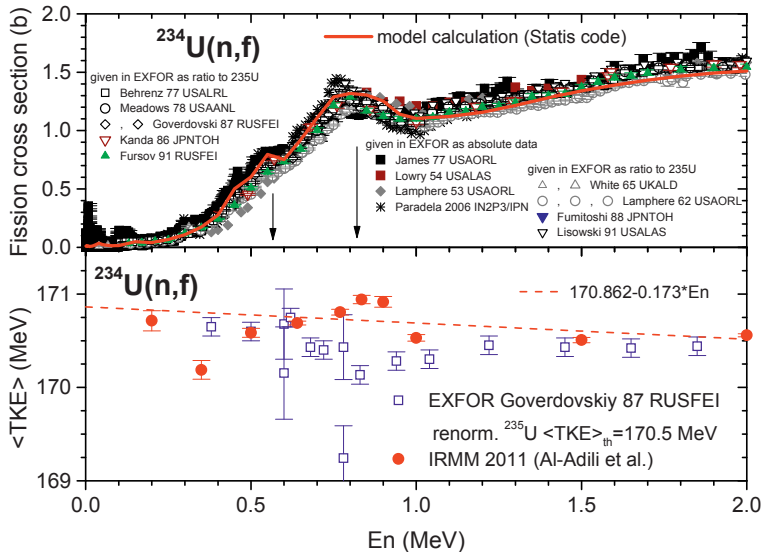 Fission cross section (b)
2.0
1.5
1.0
0.5
0.0
²³⁴U(n,f)
model calculation (Statis code)
given in EXFOR as ratio to 235U
Behrenz 77 USALRL
Meadows 78 USAANL
, Goverdovski 87 RUSFEI
Kanda 86 JPNTOH
Fursov 91 RUSFEI
given in EXFOR as absolute data
James 77 USAORL
Lowry 54 USALAS
Lamphere 53 USAORL
Paradela 2006 IN2P3/IPN
given in EXFOR as ratio to 235U
, White 65 UKALD
, , Lamphere 62 USAORL
Fumitoshi 88 JPNTOH
Lisowski 91 USALAS
<TKE> (MeV)
171
170
169
²³⁴U(n,f)
170.862-0.173*En
EXFOR Goverdovskiy 87 RUSFEI
renorm. ²³⁵U <TKE>th=170.5 MeV
IRMM 2011 (Al-Adili et al.)
0.0 0.5 1.0 1.5 2.0
En (MeV)